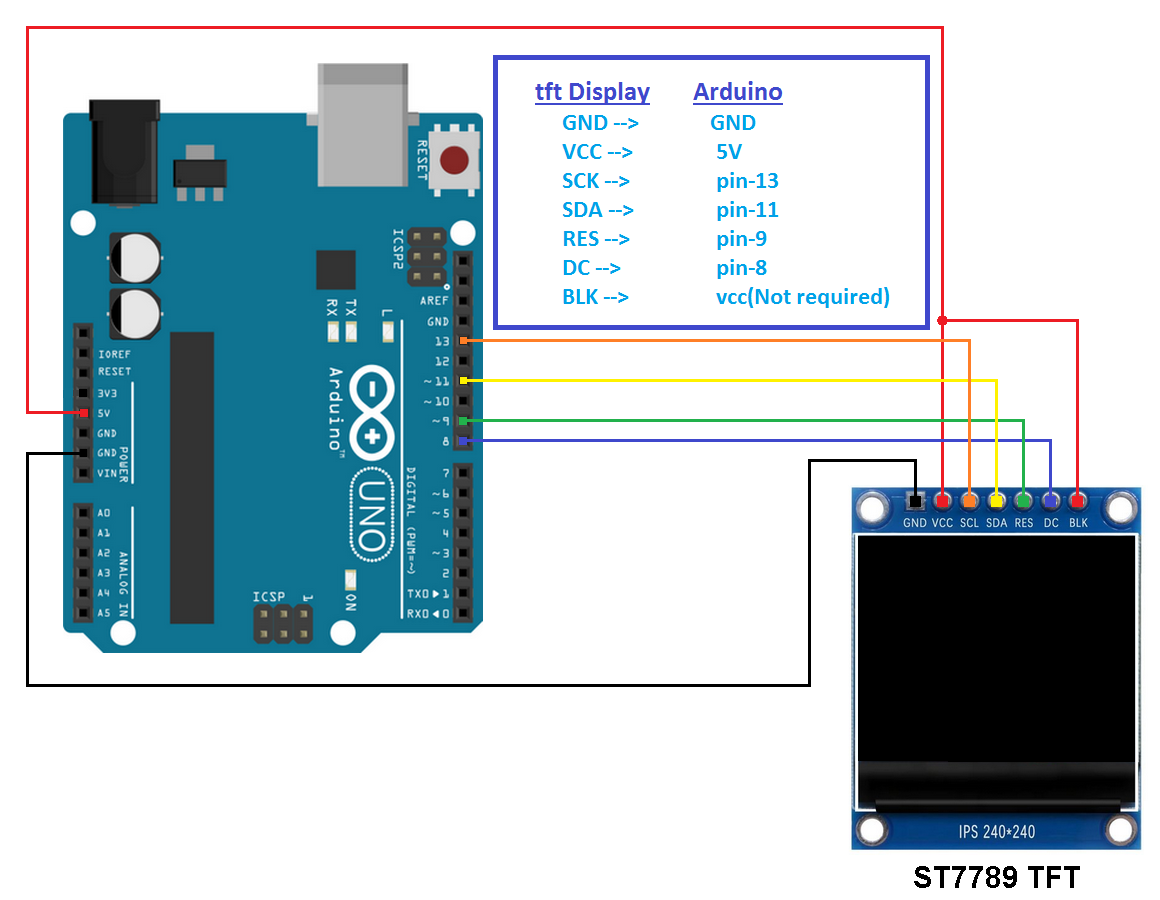 tft Display Arduino
GND --> GND
VCC --> 5V
SCK --> pin-13
SDA --> pin-11
RES --> pin-9
DC --> pin-8
BLK --> vcc(Not required)
RESET
ICSP2
AREF
GND
13
12
~11
~10
~9
8
7
~6
~5
4
~3
2
TX0▶1
RX0◀0
DIGITAL (PWM=~)
RX
TX
L
Arduino™
UNO
ON
ICSP
1
IOREF
RESET
3V3
5V
GND
GND
VIN
POWER
A0
A1
A2
A3
A4
A5
ANALOG IN
GND VCC SCL SDA RES DC BLK
IPS 240*240
ST7789 TFT